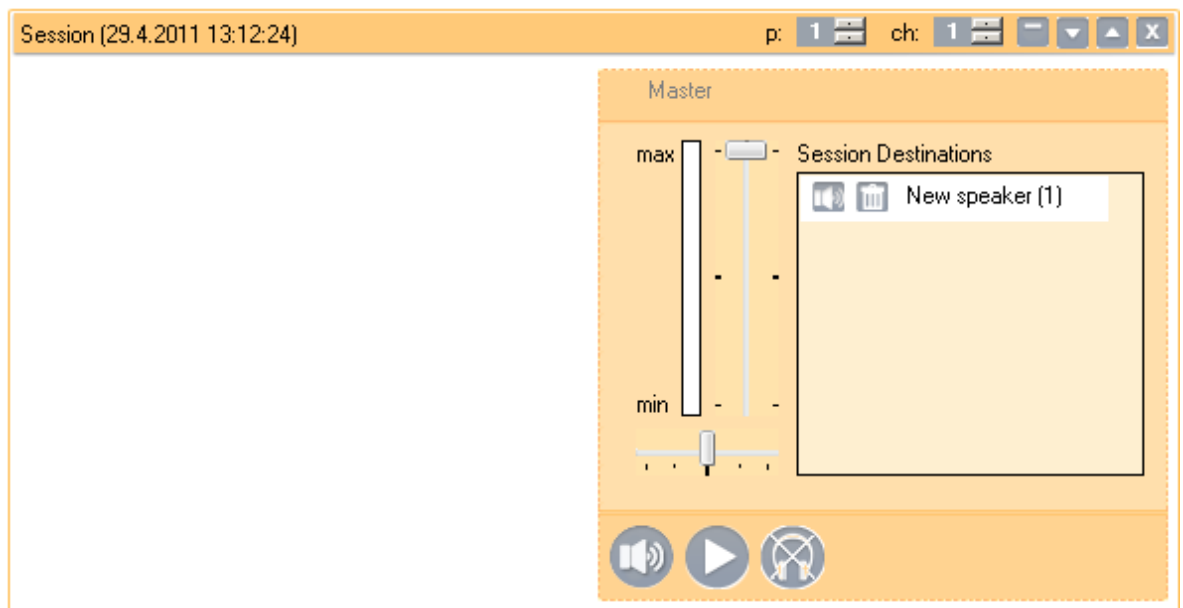 Session (29.4.2011 13:12:24) p: 1 ch: 1 X
Master
max
Session Destinations
New speaker (1)
min